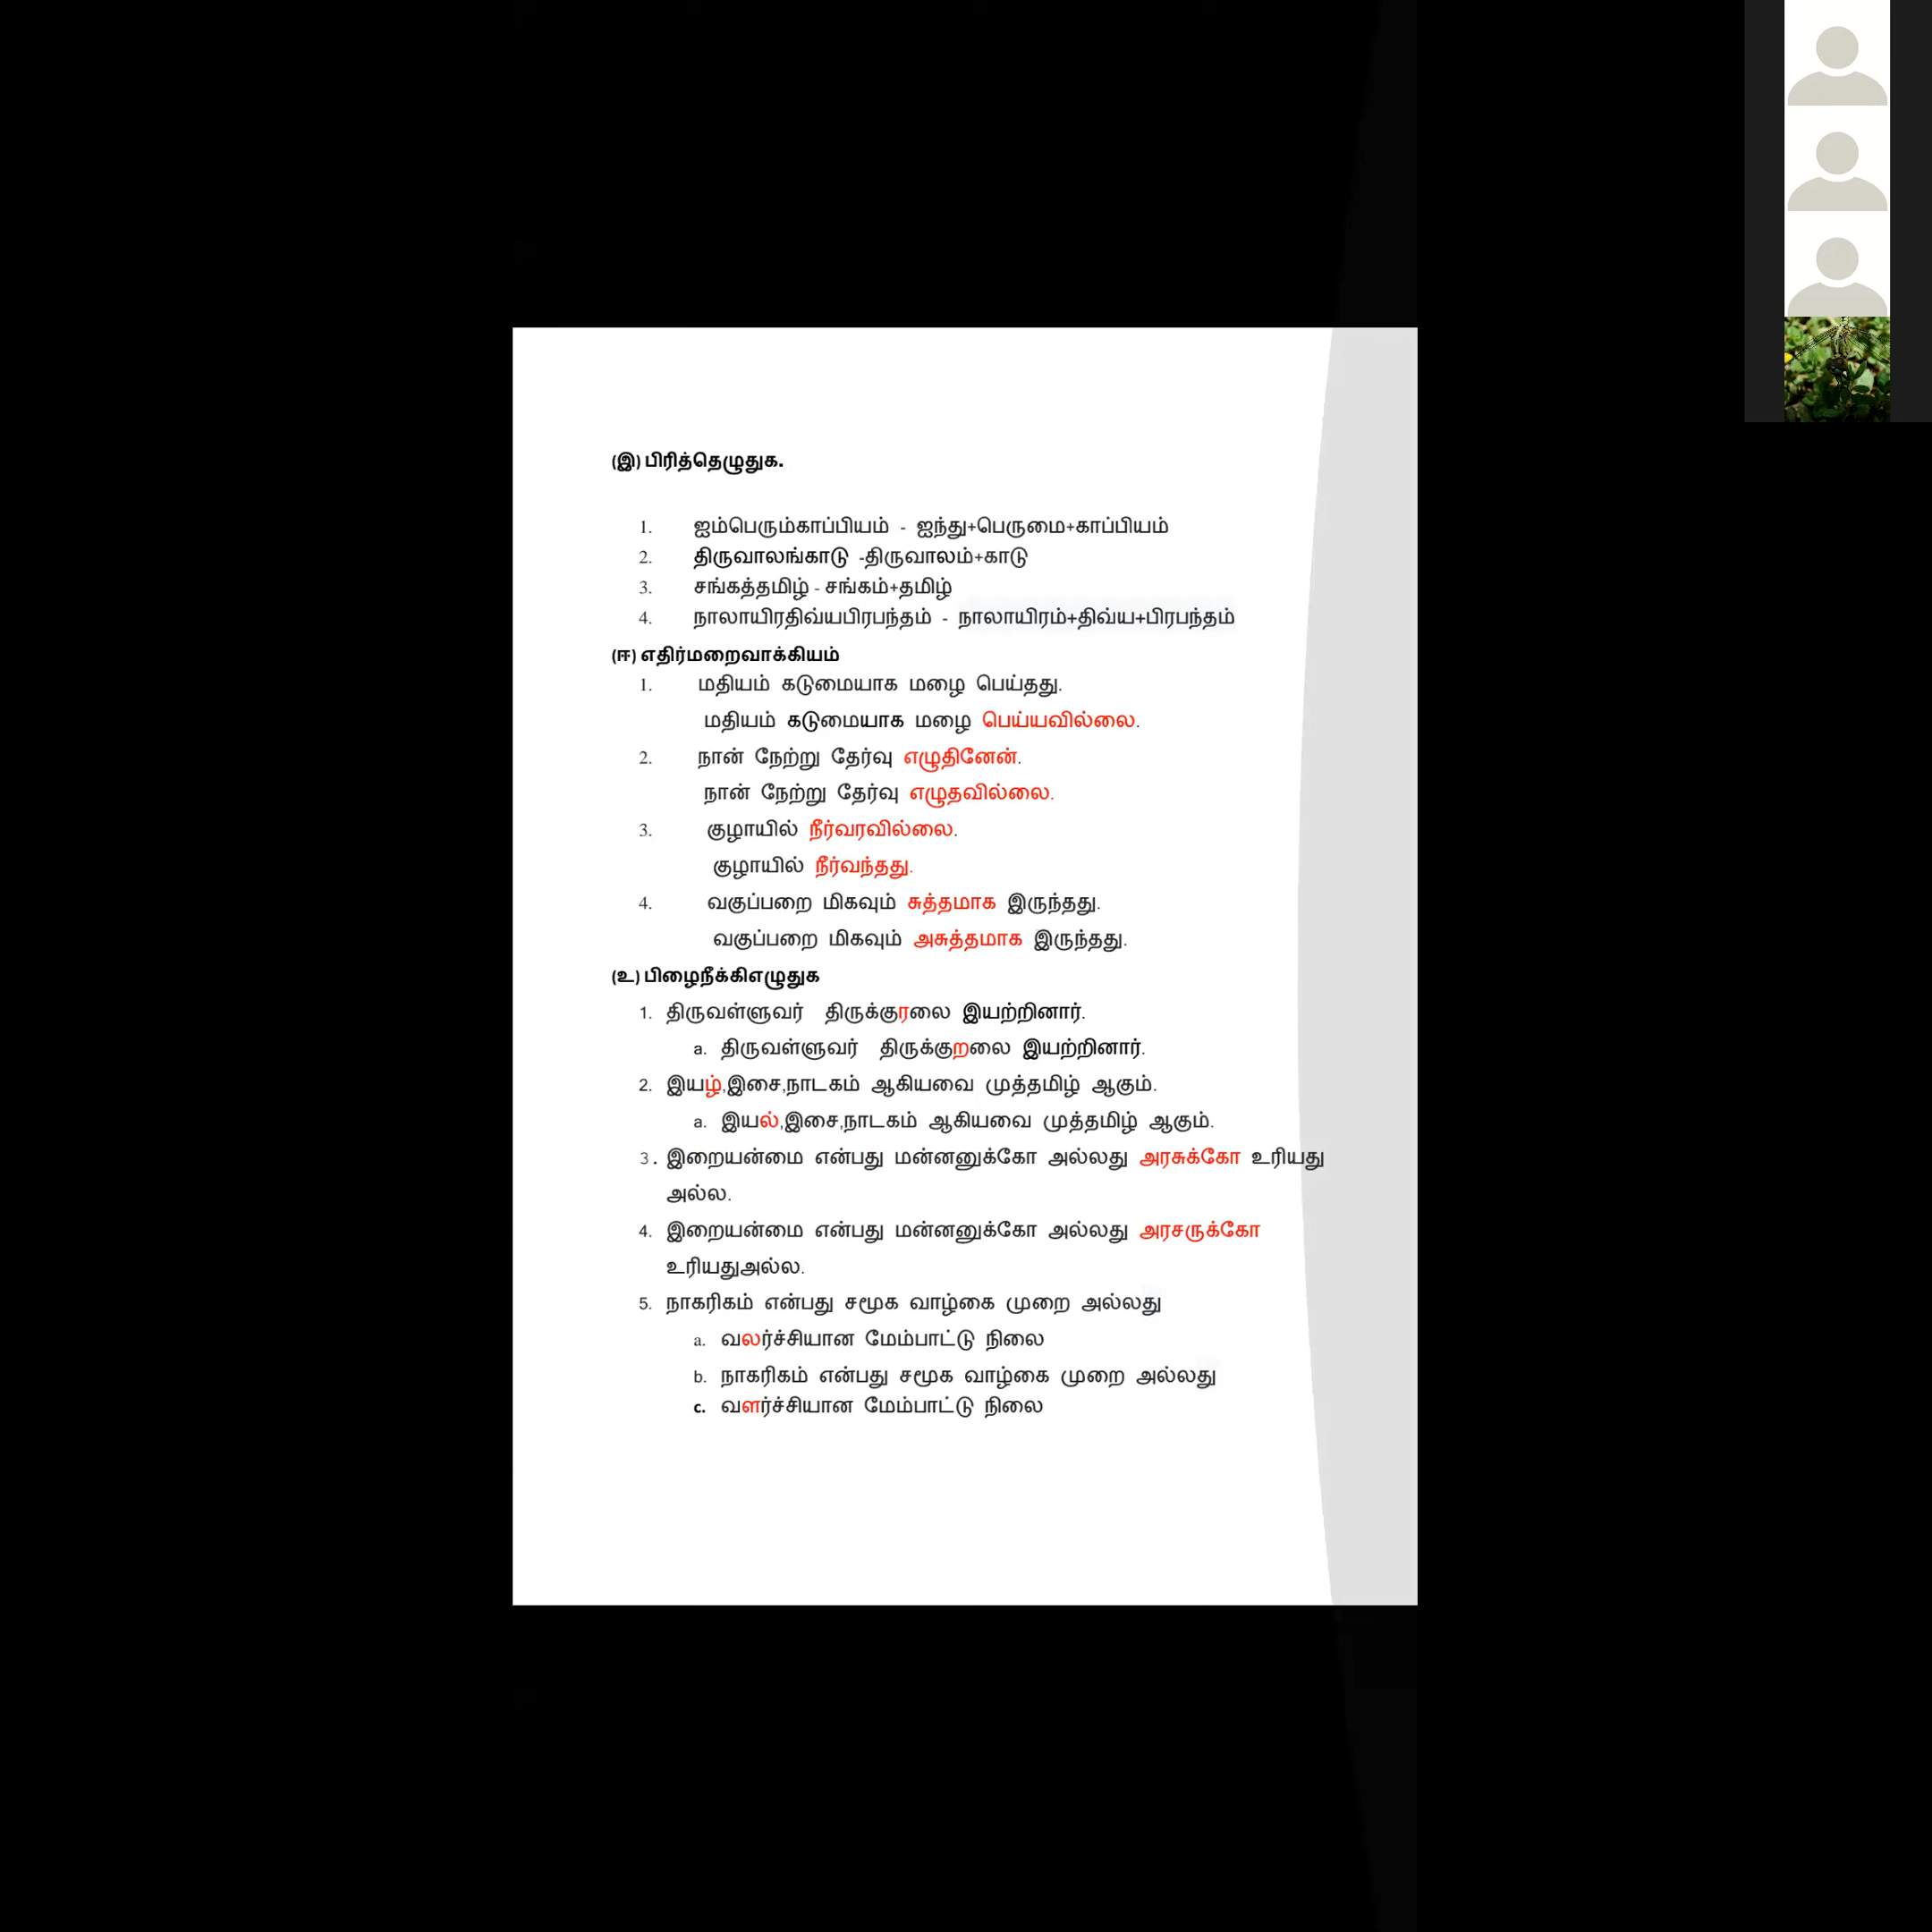 (இ) பிரித்தெழுதுக.
1. ஐம்பெரும்காப்பியம் - ஐந்து+பெருமை+காப்பியம்
2. திருவாலங்காடு -திருவாலம்+காடு
3. சங்கத்தமிழ் - சங்கம்+தமிழ்
4. நாலாயிரதிவ்யபிரபந்தம் - நாலாயிரம்+திவ்ய+பிரபந்தம்
(ஈ) எதிர்மறைவாக்கியம்
1. மதியம் கடுமையாக மழை பெய்தது.
மதியம் கடுமையாக மழை பெய்யவில்லை.
2. நான் நேற்று தேர்வு எழுதினேன்.
நான் நேற்று தேர்வு எழுதவில்லை.
3. குழாயில் நீர்வரவில்லை.
குழாயில் நீர்வந்தது.
4. வகுப்பறை மிகவும் சுத்தமாக இருந்தது.
வகுப்பறை மிகவும் அசுத்தமாக இருந்தது.
(உ) பிழைநீக்கிஎழுதுக
1. திருவள்ளுவர் திருக்குரலை இயற்றினார்.
a. திருவள்ளுவர் திருக்குறலை இயற்றினார்.
2. இயழ்,இசை,நாடகம் ஆகியவை முத்தமிழ் ஆகும்.
a. இயல்,இசை,நாடகம் ஆகியவை முத்தமிழ் ஆகும்.
3. இறையன்மை என்பது மன்னனுக்கோ அல்லது அரசுக்கோ உரியது
அல்ல.
4. இறையன்மை என்பது மன்னனுக்கோ அல்லது அரசருக்கோ
உரியதுஅல்ல.
5. நாகரிகம் என்பது சமூக வாழ்கை முறை அல்லது
a. வலர்ச்சியான மேம்பாட்டு நிலை
b. நாகரிகம் என்பது சமூக வாழ்கை முறை அல்லது
c. வளர்ச்சியான மேம்பாட்டு நிலை